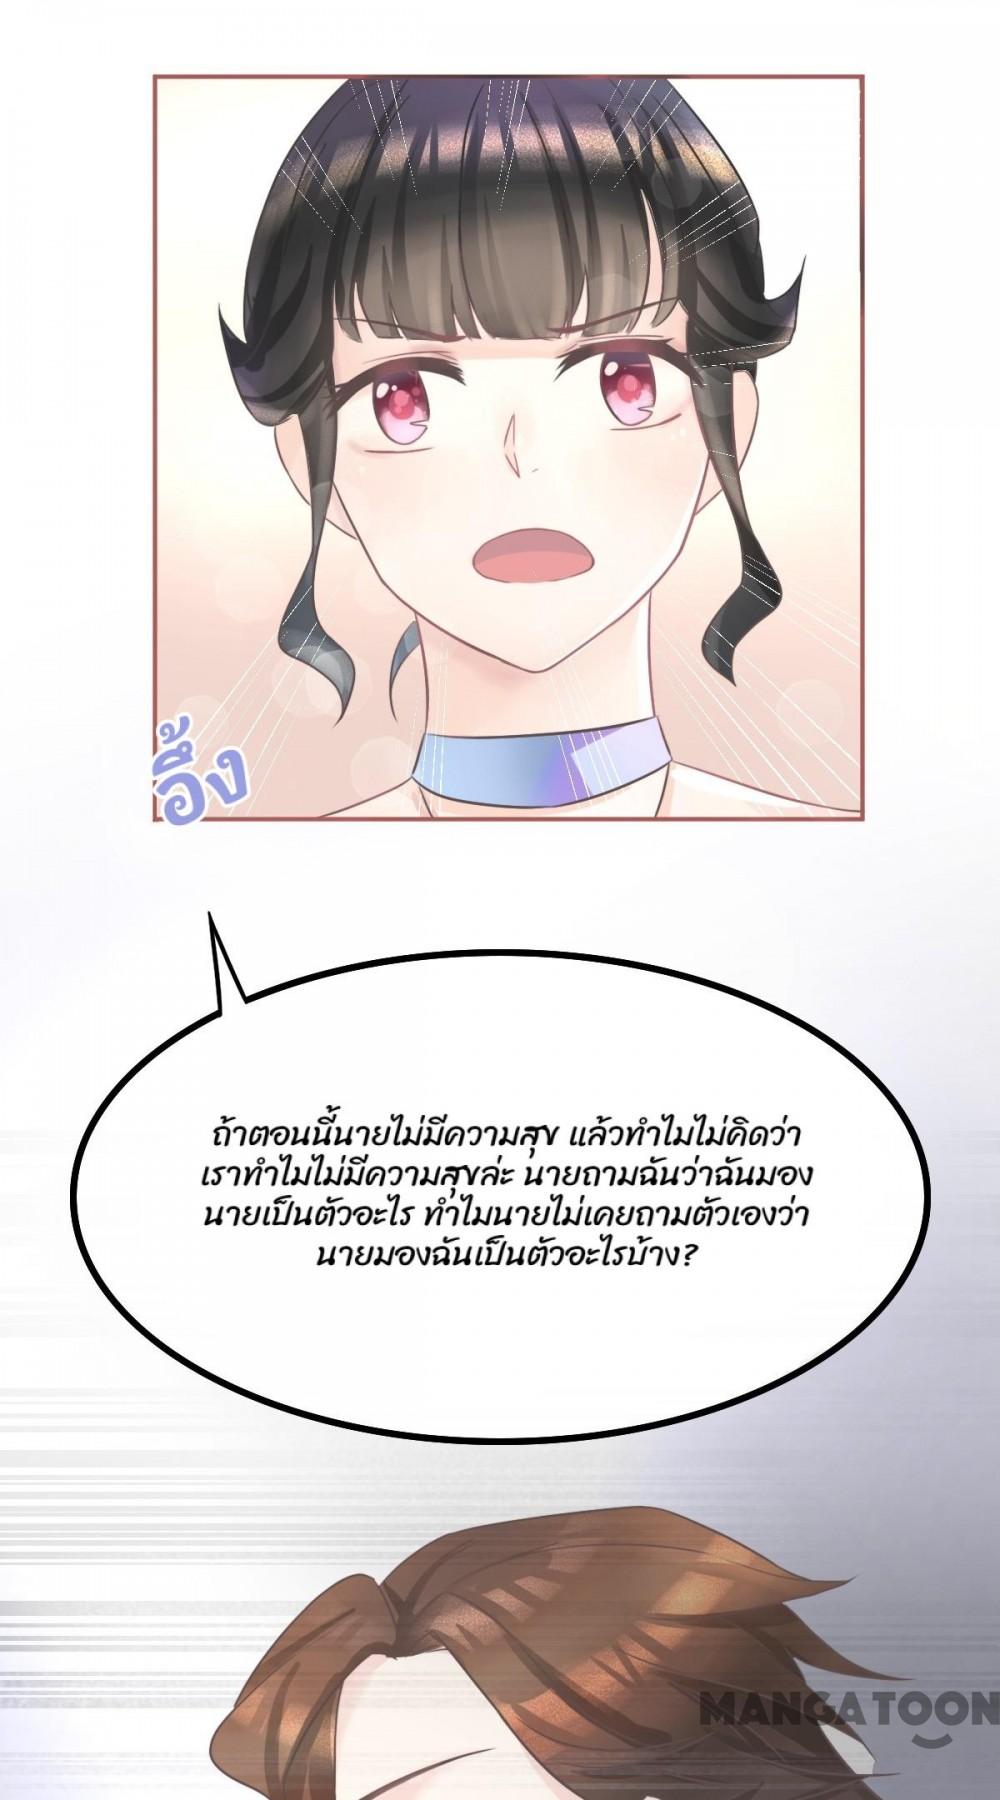 อึ้ง
ถ้าตอนนี้นายไม่มีความสุข แล้วทำไมไม่คิดว่า
เราทำไมไม่มีความสุขล่ะ นายถามฉันว่าฉันมอง
นายเป็นตัวอะไร ทำไมนายไม่เคยถามตัวเองว่า
นายมองฉันเป็นตัวอะไรบ้าง?
MANGATOON